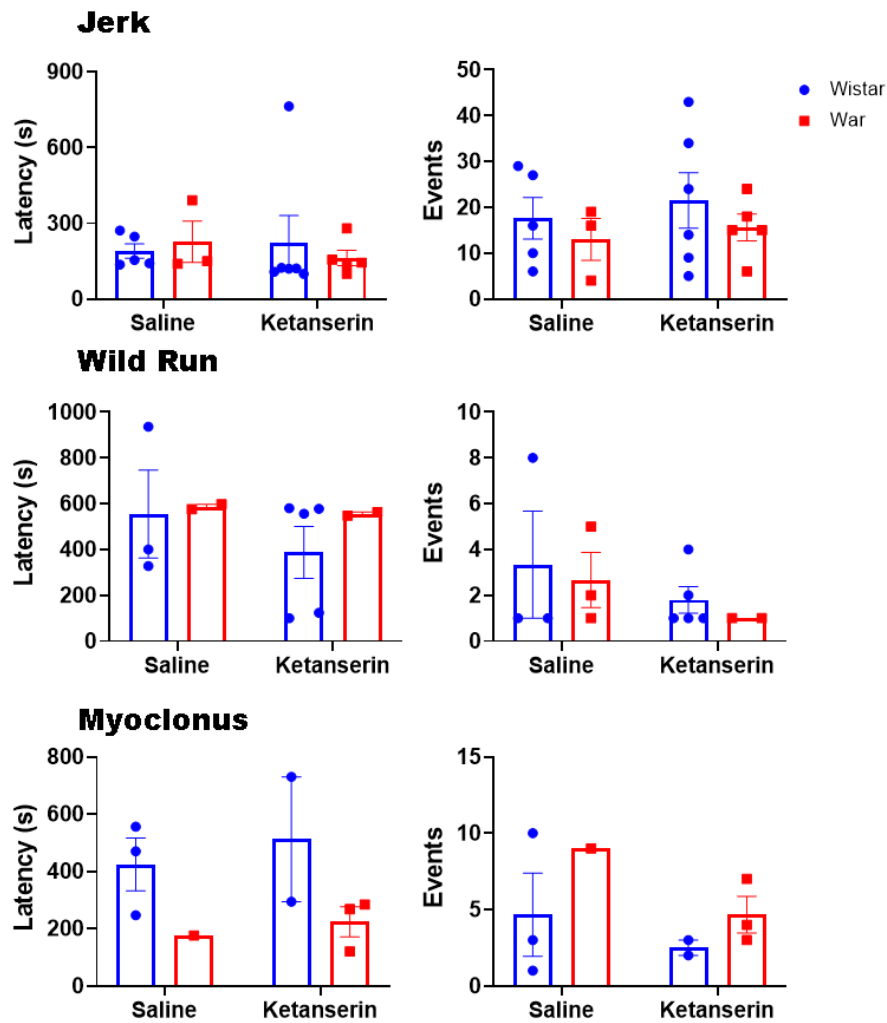 Jerk
900
600
300
0
Latency (s)
Saline
Ketanserin
50
40
30
20
10
0
Events
Saline
Ketanserin
Wistar
War
Wild Run
1000
800
600
400
200
0
Latency (s)
Saline
Ketanserin
10
8
6
4
2
0
Events
Saline
Ketanserin
Myoclonus
800
600
400
200
0
Latency (s)
Saline
Ketanserin
15
10
5
0
Events
Saline
Ketanserin